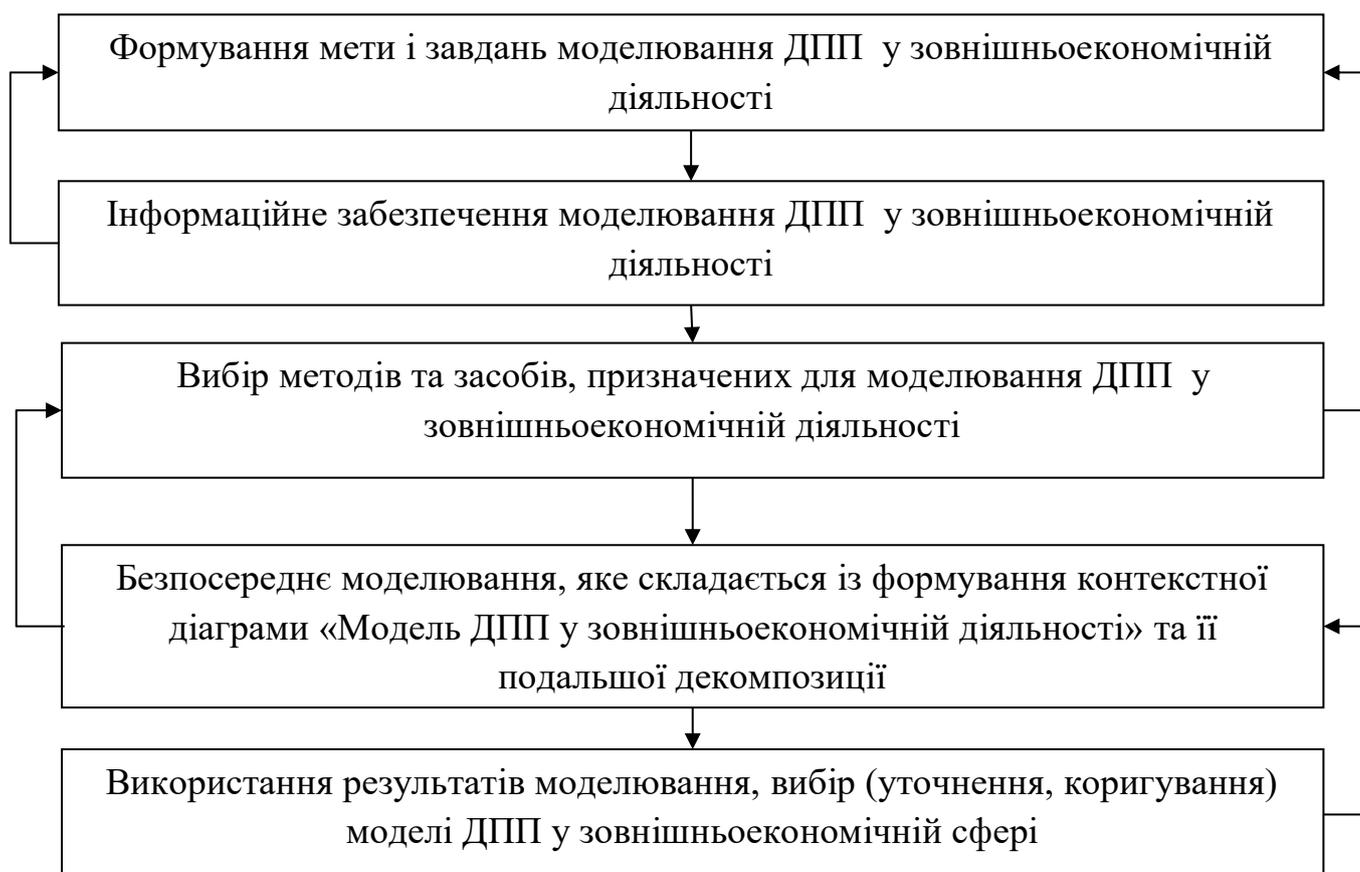 Формування мети і завдань моделювання ДПП у зовнішньоекономічній
діяльності
Інформаційне забезпечення моделювання ДПП у зовнішньоекономічній
діяльності
Вибір методів та засобів, призначених для моделювання ДПП у
зовнішньоекономічній діяльності
Безпосереднє моделювання, яке складається із формування контекстної
діаграми «Модель ДПП у зовнішньоекономічній діяльності» та її
подальшої декомпозиції
Використання результатів моделювання, вибір (уточнення, коригування)
моделі ДПП у зовнішньоекономічній сфері